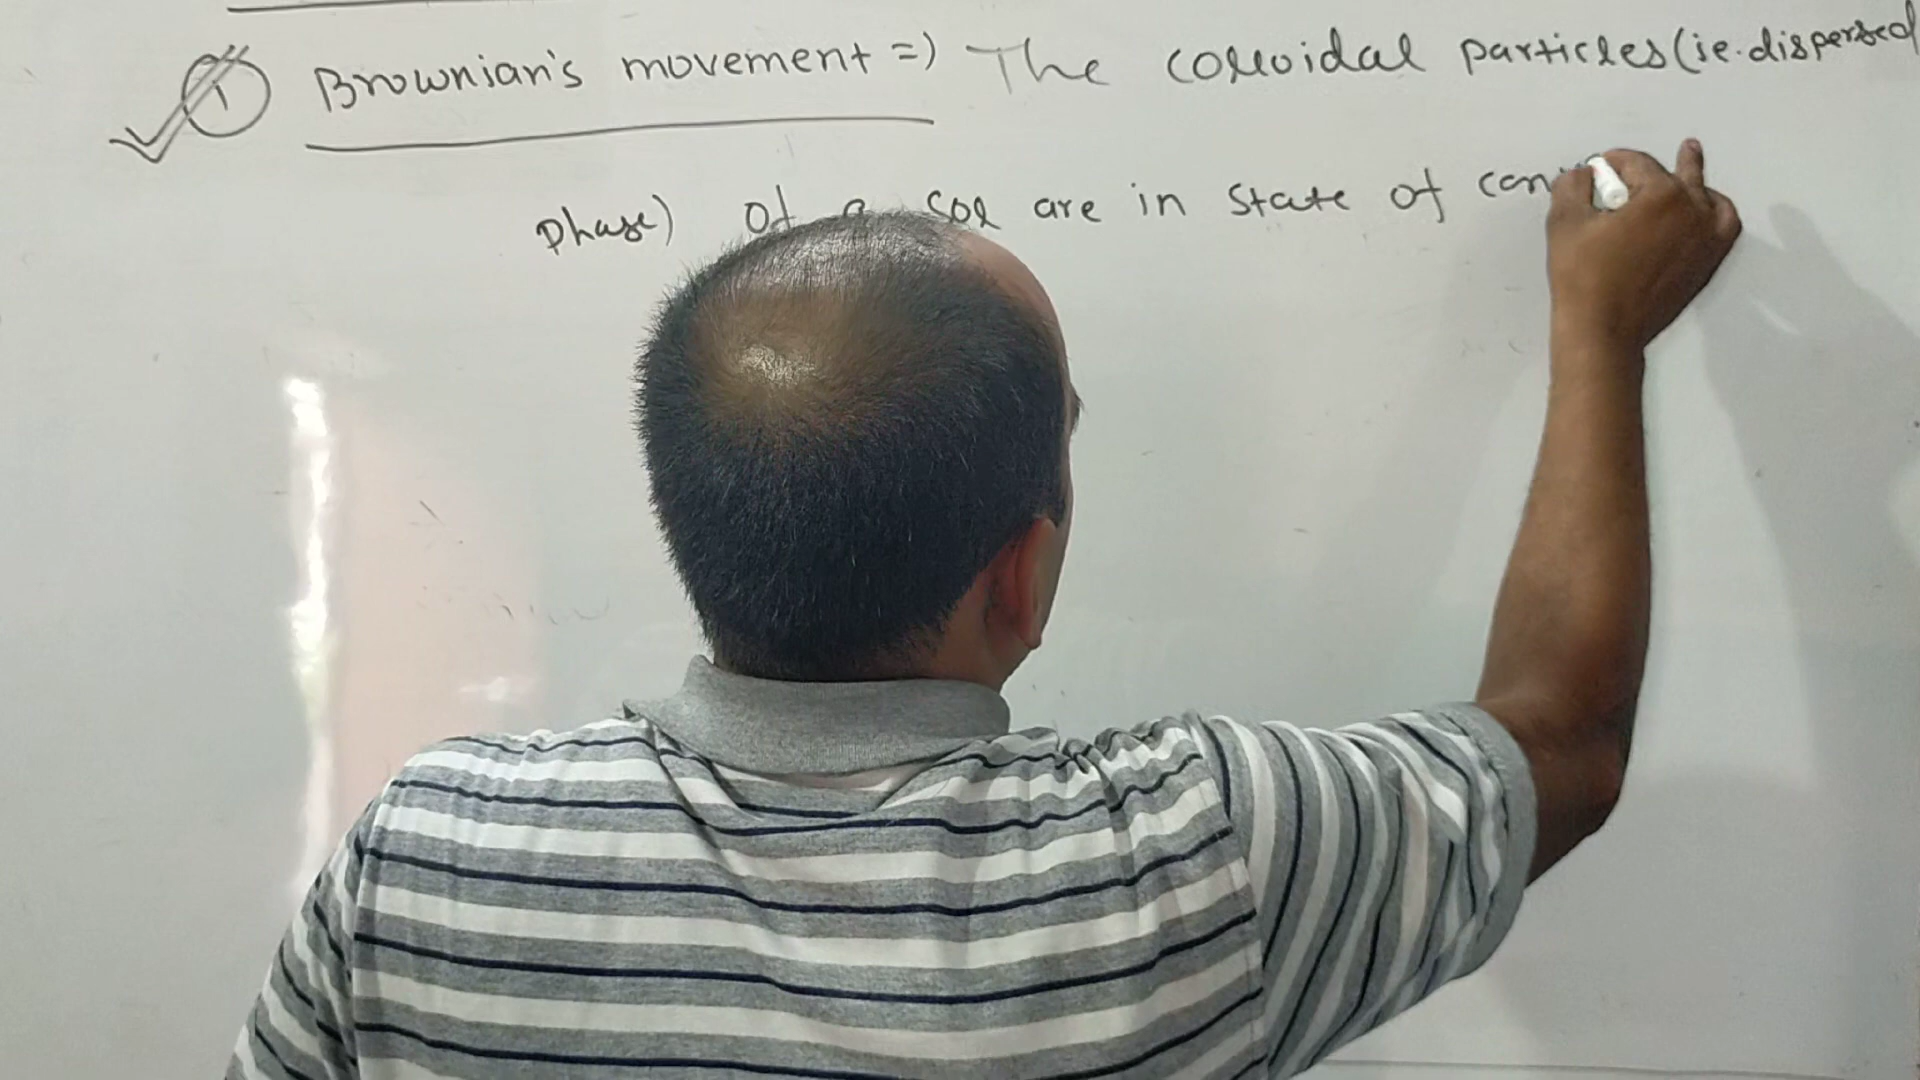 ① Brownian's movement => The colloidal particles (ie. dispersed
phase) of a sol are in state of con